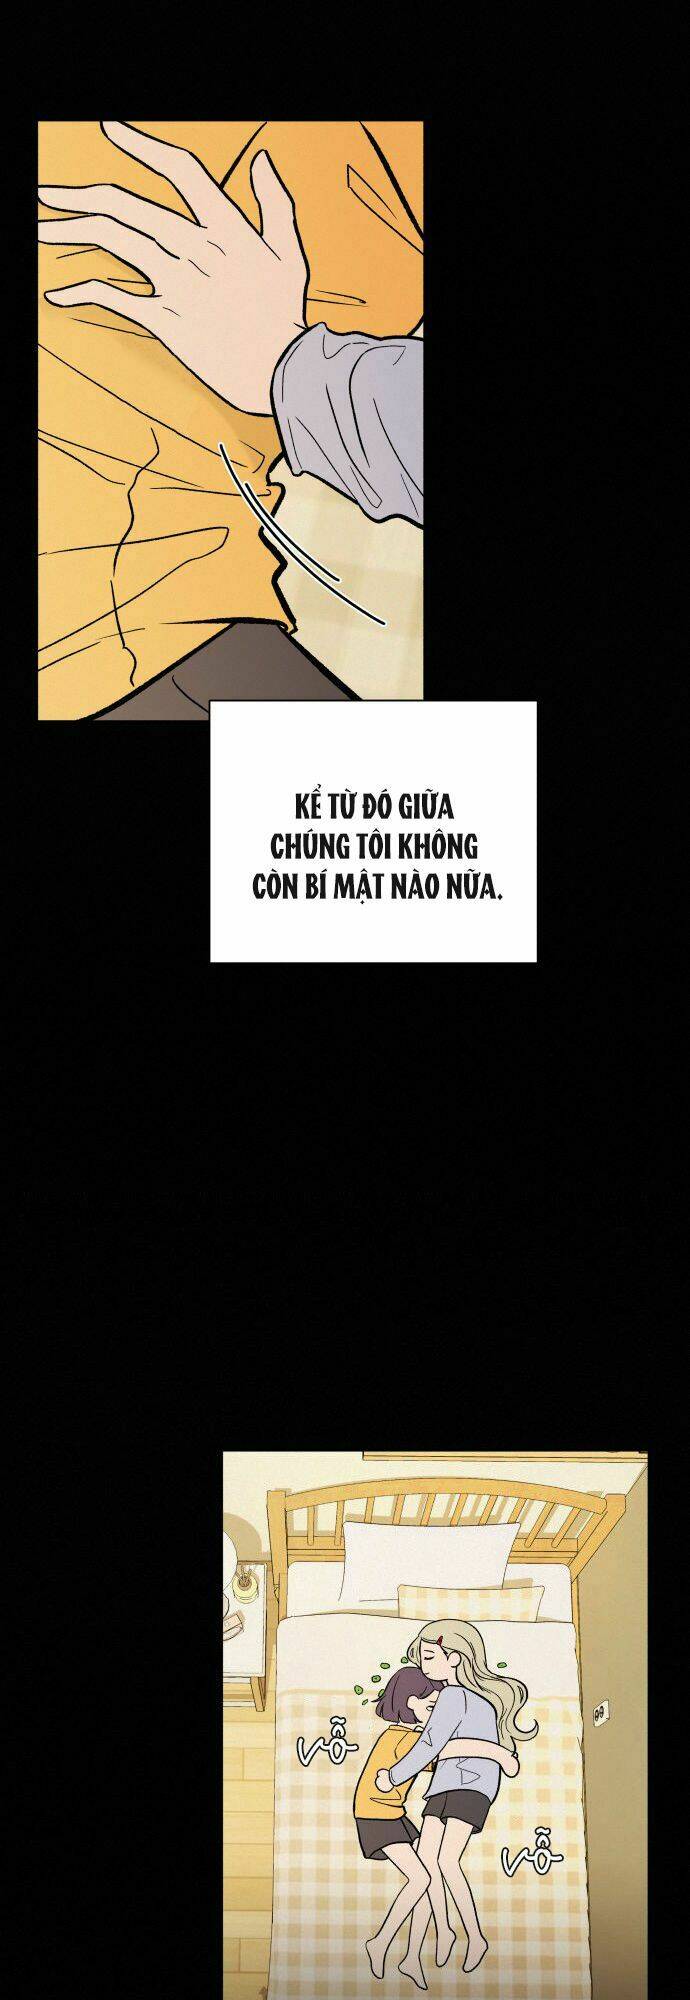 KỂ TỪ ĐÓ GIỮA
CHÚNG TÔI KHÔNG
CÒN BÍ MẬT NÀO NỮA.
VỖ
VỖ